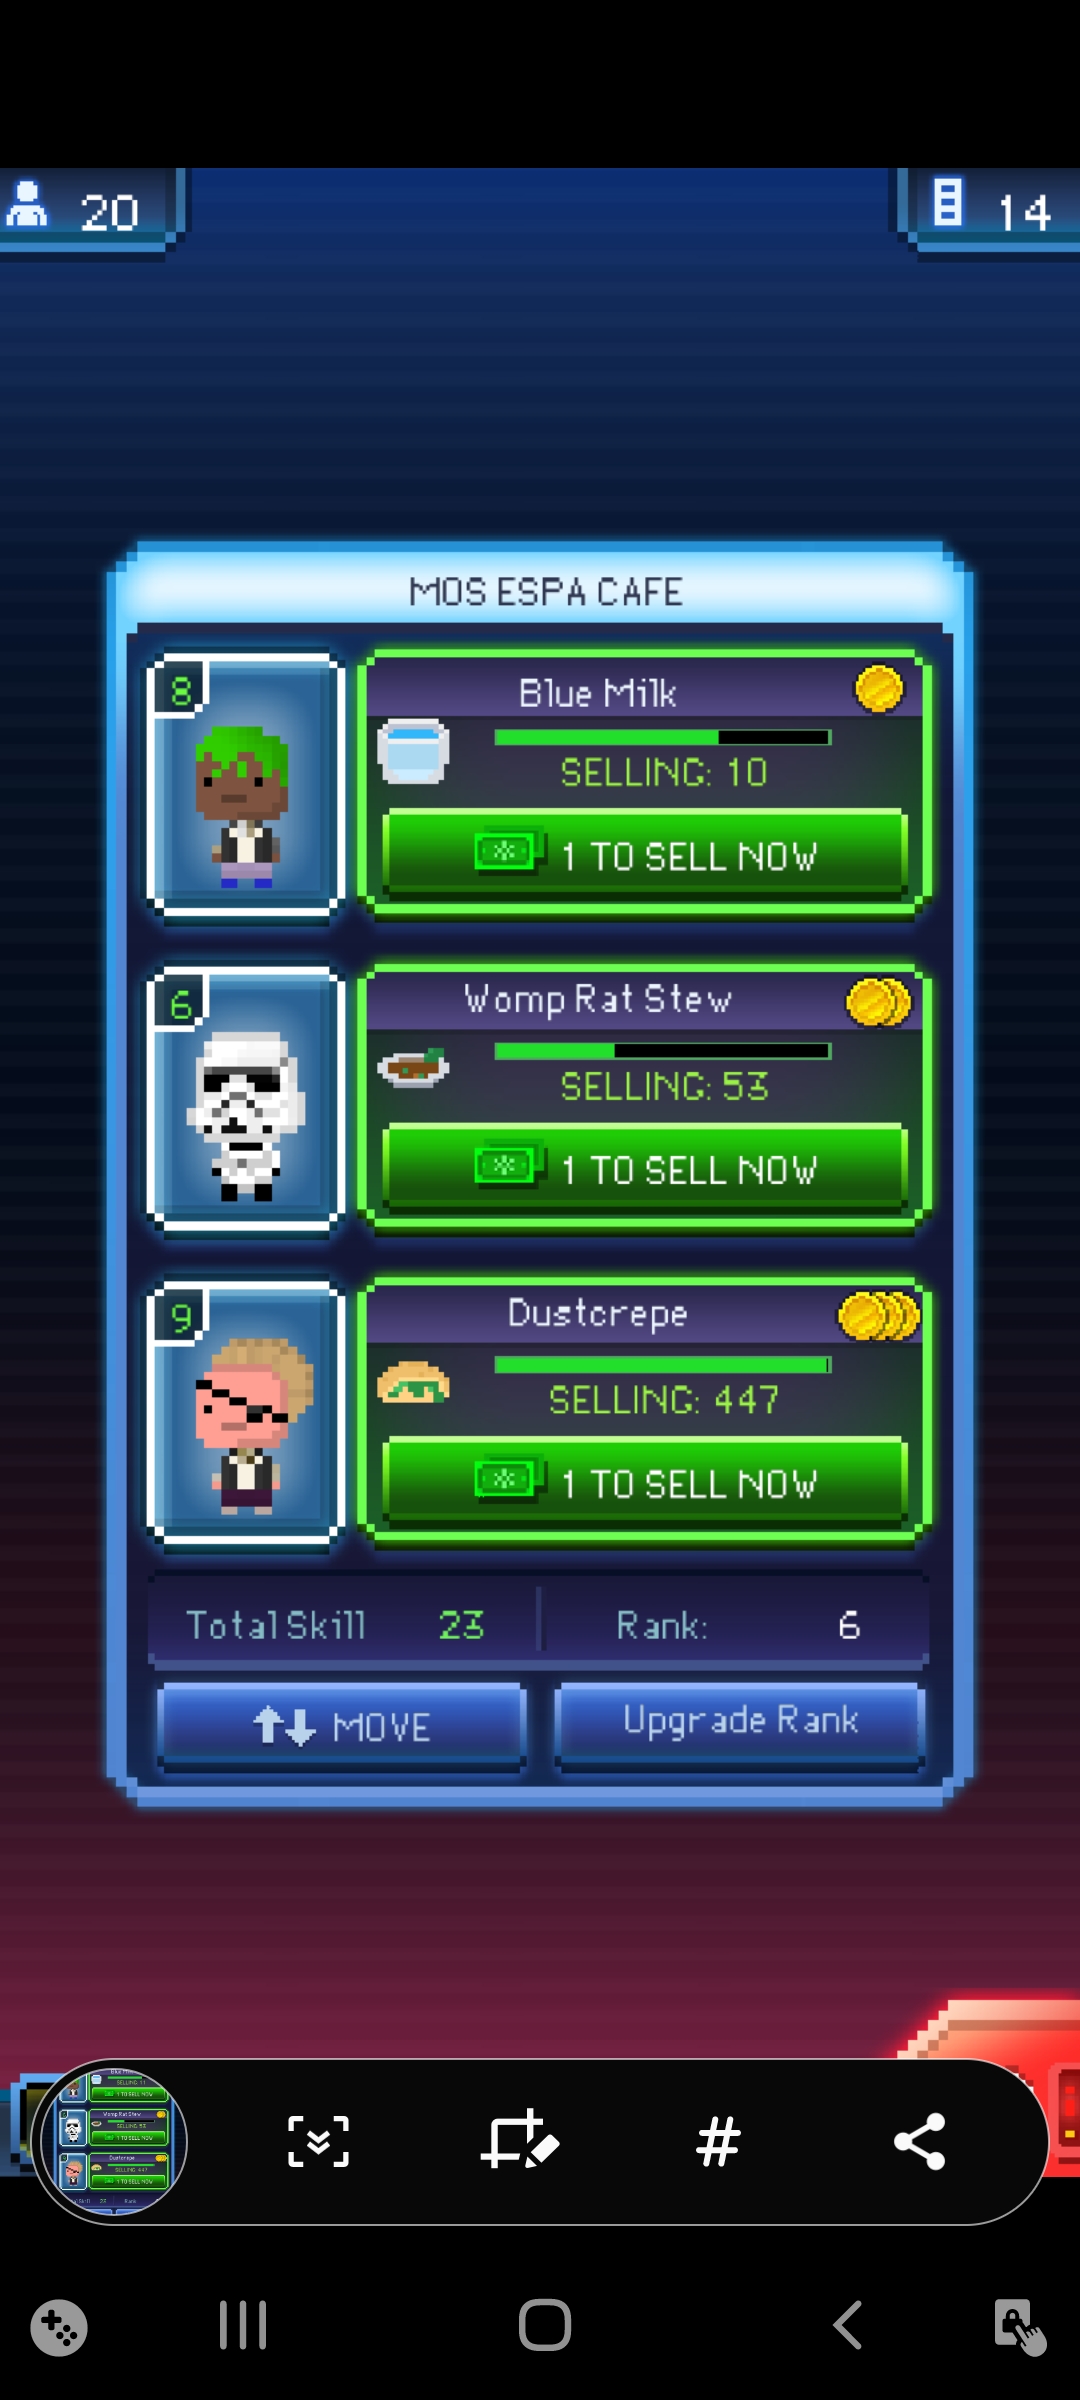 20
14
MOS ESPA CAFE
8
Blue Milk
SELLING: 10
1 TO SELL NOW
6
Womp Rat Stew
SELLING: 53
1 TO SELL NOW
9
Dustcrepe
SELLING: 447
1 TO SELL NOW
Total Skill 23 Rank: 6
MOVE Upgrade Rank
#